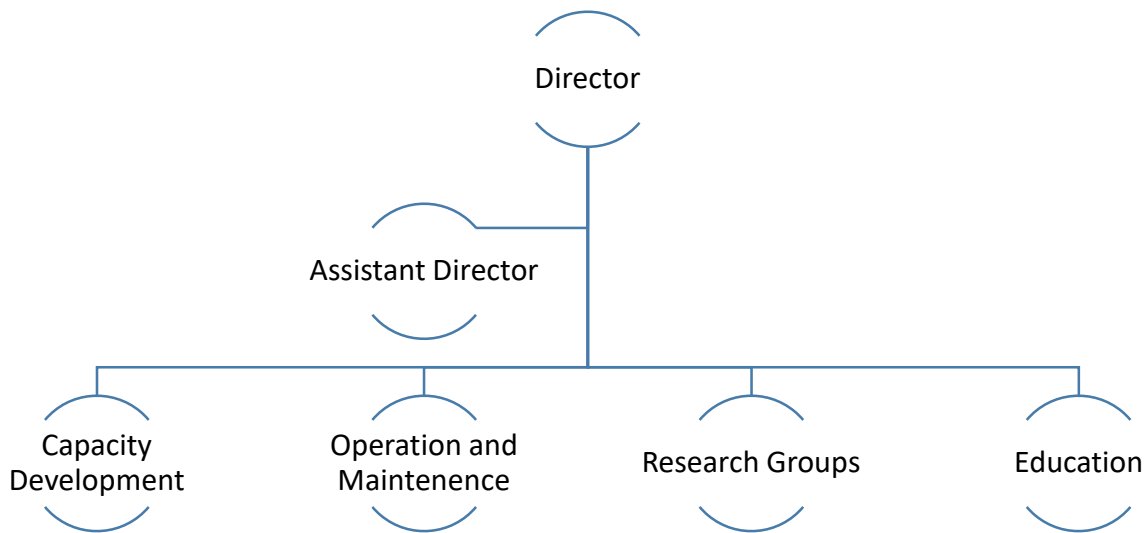 Director
Assistant Director
Capacity
Development
Operation and
Maintenence
Research Groups
Education